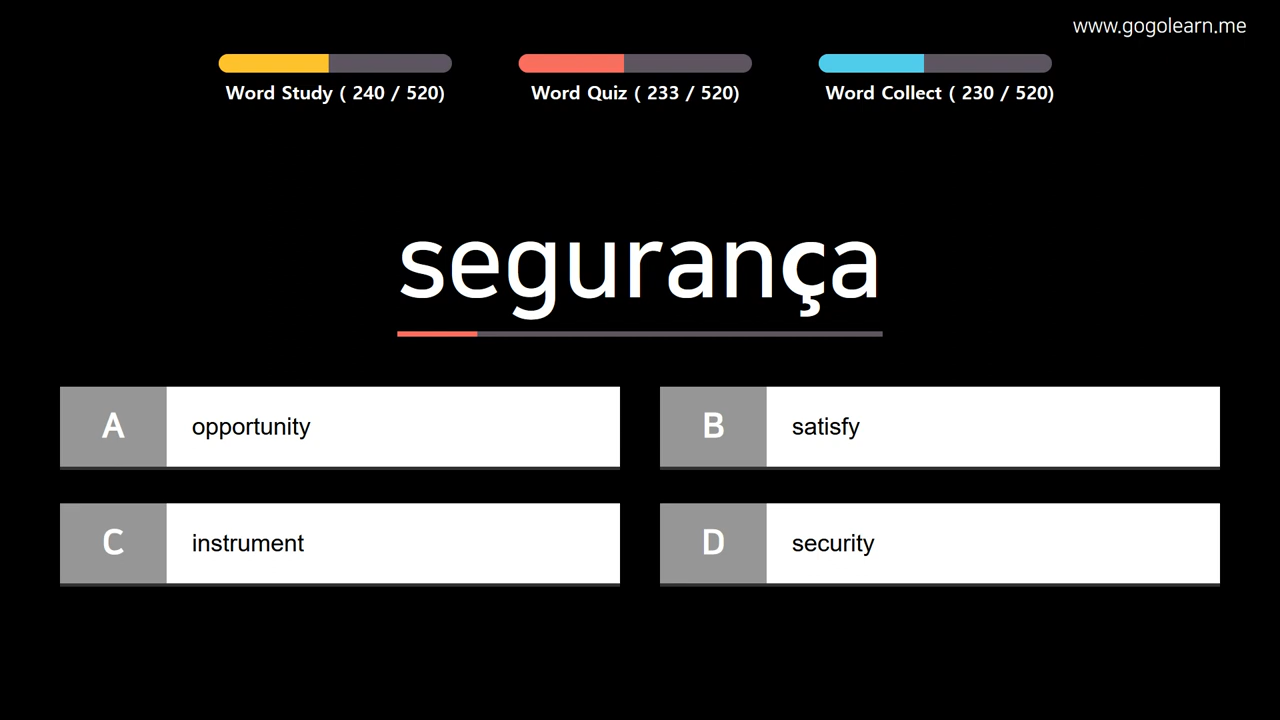 www.gogolearn.me
Word Study ( 240 / 520)
Word Quiz ( 233 / 520)
Word Collect ( 230 / 520)
segurança
A opportunity
B satisfy
C instrument
D security